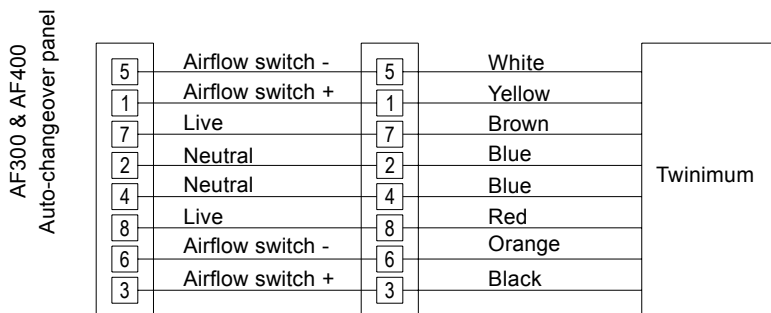 AF300 & AF400
Auto-changeover panel
5 Airflow switch - 5 White
1 Airflow switch + 1 Yellow
7 Live 7 Brown
2 Neutral 2 Blue
4 Neutral 4 Blue
8 Live 8 Red
6 Airflow switch - 6 Orange
3 Airflow switch + 3 Black
Twinimum